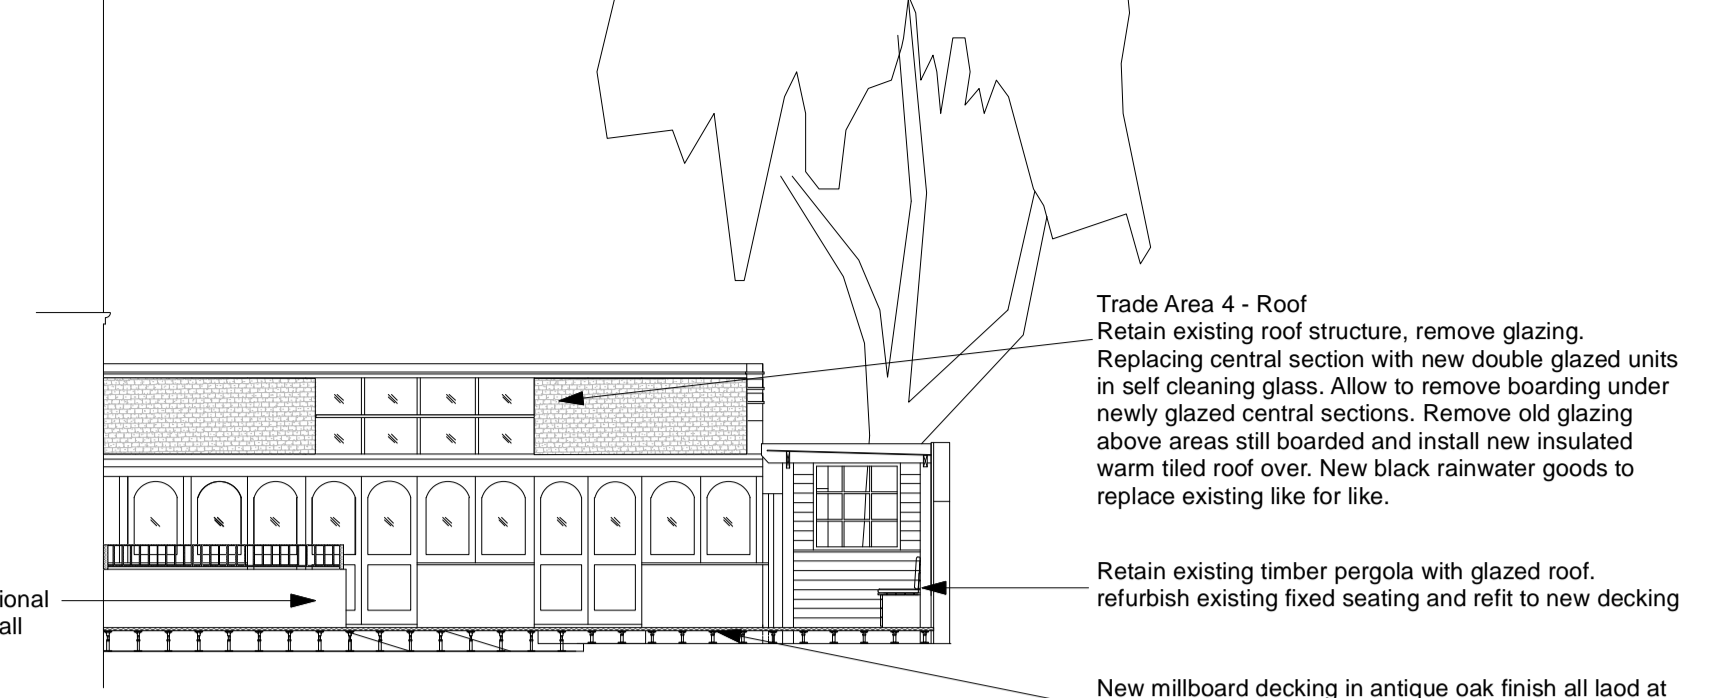 Trade Area 4 - Roof
Retain existing roof structure, remove glazing.
Replacing central section with new double glazed units
in self cleaning glass. Allow to remove boarding under
newly glazed central sections. Remove old glazing
above areas still boarded and install new insulated
warm tiled roof over. New black rainwater goods to
replace existing like for like.
Retain existing timber pergola with glazed roof.
refurbish existing fixed seating and refit to new decking
ional
all
New millboard decking in antique oak finish all laod at